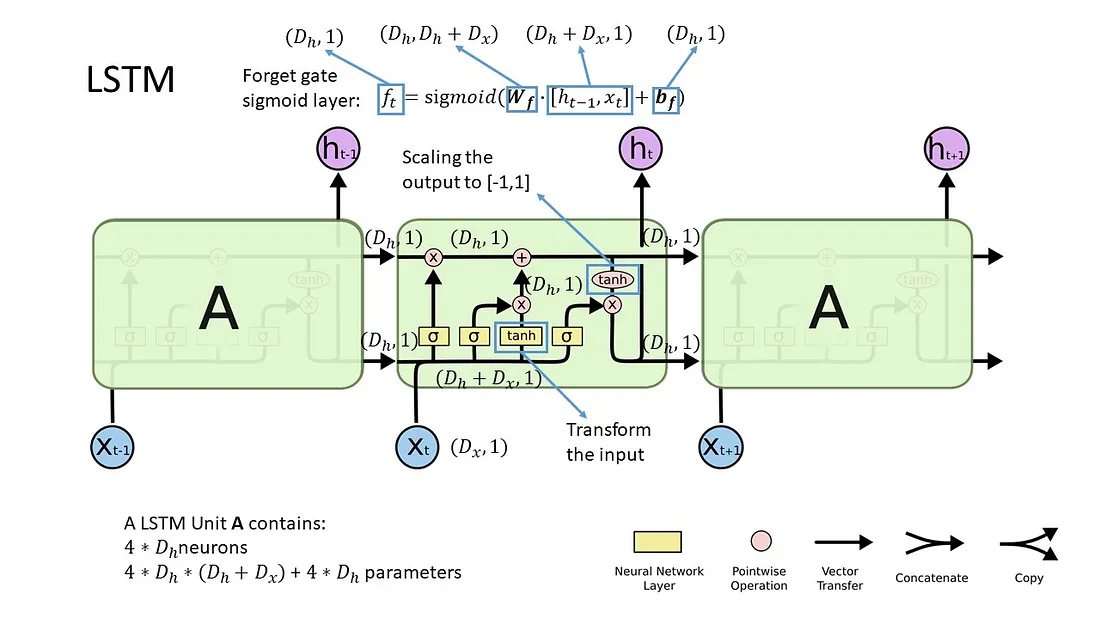 (D_h, 1)
(D_h, D_h + D_x)
(D_h + D_x, 1)
(D_h, 1)
LSTM
Forget gate
sigmoid layer:
f_t = sigmoid(W_f · [h_{t−1}, x_t] + b_f)
h_{t-1}
Scaling the
output to [-1,1]
h_t
h_{t+1}
(D_h, 1)
(D_h, 1)
(D_h, 1)
x
+
tanh
x
+
tanh
x
+
tanh
(D_h, 1)
x
x
x
x
A
A
σ
σ
σ
σ
σ
tanh
σ
σ
σ
σ
(D_h, 1)
(D_h, 1)
(D_h + D_x, 1)
X_{t-1}
X_t
(D_x, 1)
Transform
the input
X_{t+1}
A LSTM Unit A contains:
4 ∗ D_h neurons
4 ∗ D_h ∗ (D_h + D_x) + 4 ∗ D_h parameters
Neural Network
Layer
Pointwise
Operation
Vector
Transfer
Concatenate
Copy